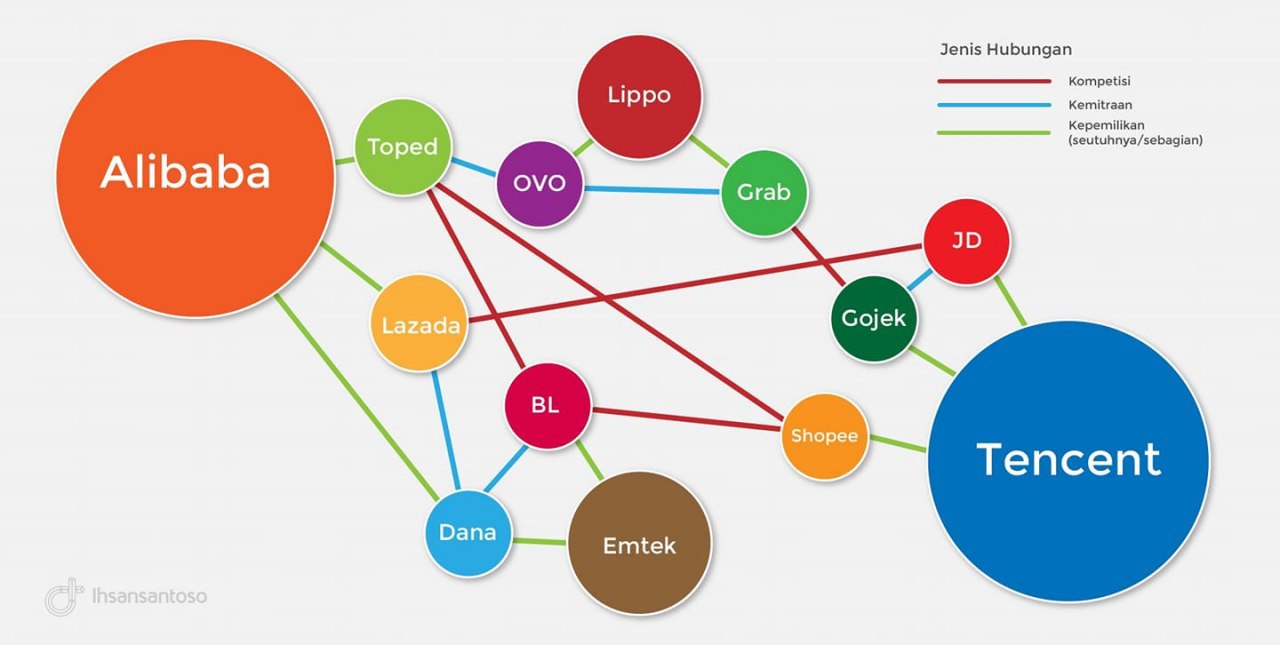 Jenis Hubungan
Kompetisi
Kemitraan
Kepemilikan
(seutuhnya/sebagian)
Alibaba
Toped
OVO
Lippo
Grab
JD
Gojek
Lazada
BL
Shopee
Tencent
Dana
Emtek
Ihsansantoso